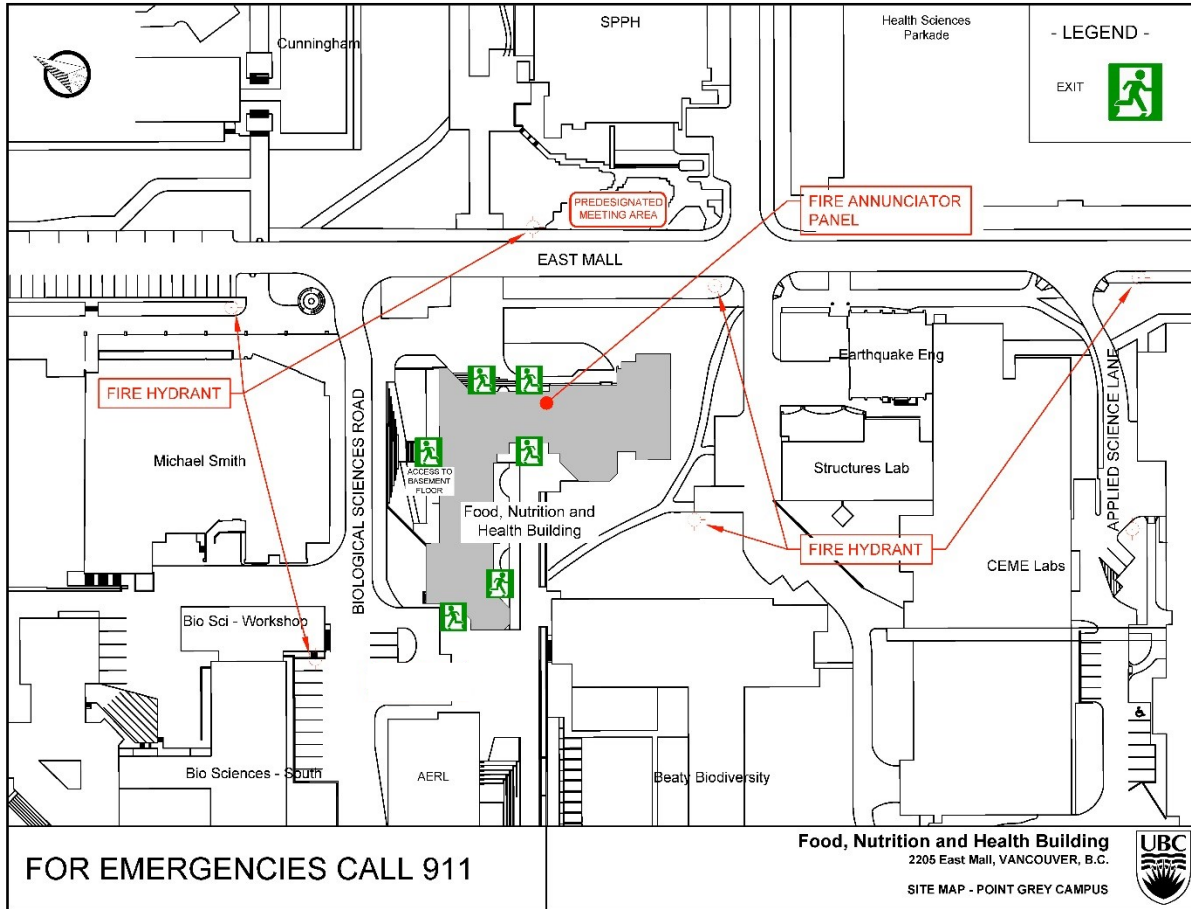 SPPH
Health Sciences
Parkade
- LEGEND -
EXIT
Cunningham
PREDESIGNATED
MEETING AREA
FIRE ANNUNCIATOR
PANEL
EAST MALL
Earthquake Eng
FIRE HYDRANT
BIOLOGICAL SCIENCES ROAD
APPLIED SCIENCE LANE
Michael Smith
ACCESS TO
BASEMENT
FLOOR
Structures Lab
Food, Nutrition and
Health Building
FIRE HYDRANT
CEME Labs
Bio Sci - Workshop
Bio Sciences - South
AERL
Beaty Biodiversity
FOR EMERGENCIES CALL 911
Food, Nutrition and Health Building
2205 East Mall, VANCOUVER, B.C.
SITE MAP - POINT GREY CAMPUS
UBC